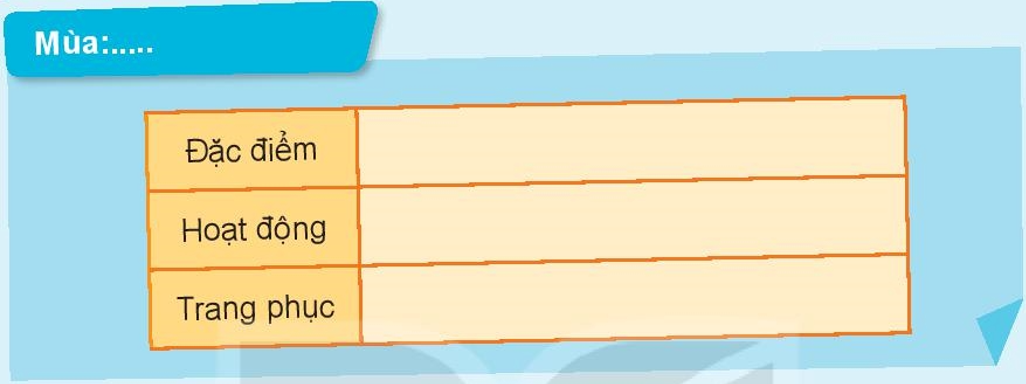 Mùa:.....
Đặc điểm
Hoạt động
Trang phục